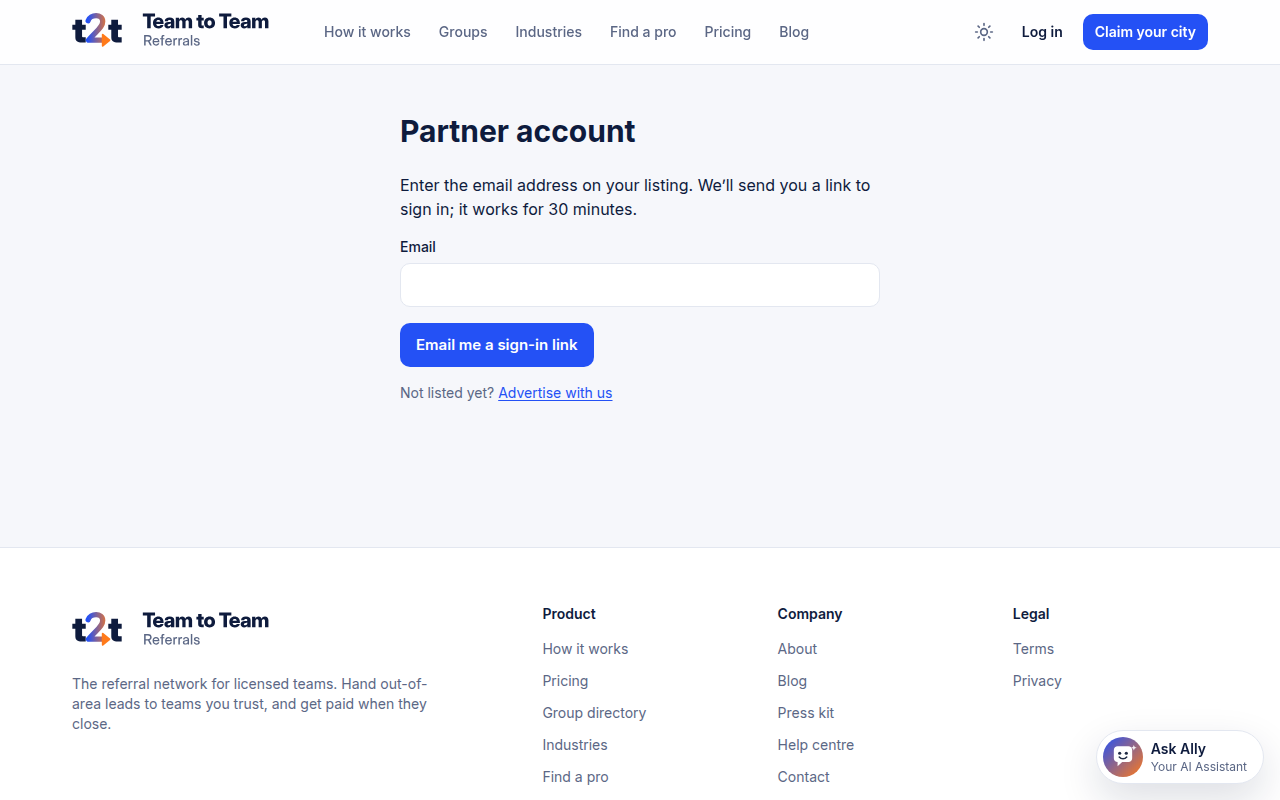 t2t Team to Team
Referrals
How it works
Groups
Industries
Find a pro
Pricing
Blog
Log in
Claim your city
Partner account
Enter the email address on your listing. We’ll send you a link to
sign in; it works for 30 minutes.
Email
Email me a sign-in link
Not listed yet? Advertise with us
t2t Team to Team
Referrals
The referral network for licensed teams. Hand out-of-
area leads to teams you trust, and get paid when they
close.
Product
How it works
Pricing
Group directory
Industries
Find a pro
Company
About
Blog
Press kit
Help centre
Contact
Legal
Terms
Privacy
Ask Ally
Your AI Assistant